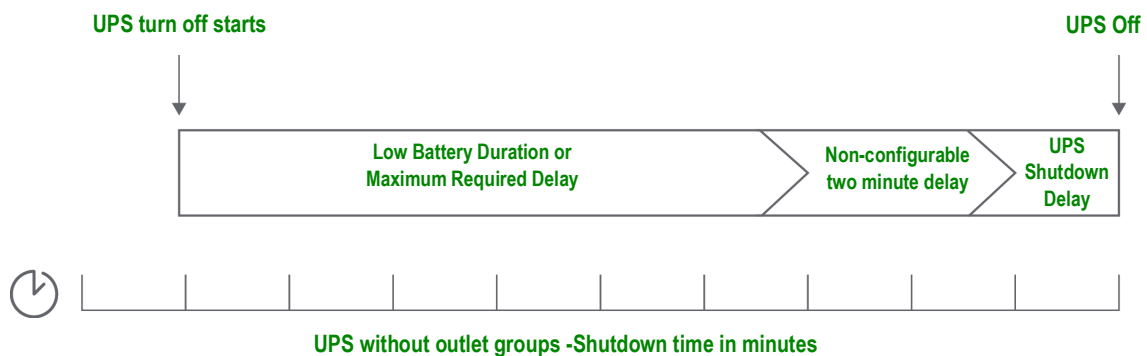 UPS turn off starts
UPS Off
Low Battery Duration or
Maximum Required Delay
Non-configurable
two minute delay
UPS
Shutdown
Delay
UPS without outlet groups -Shutdown time in minutes